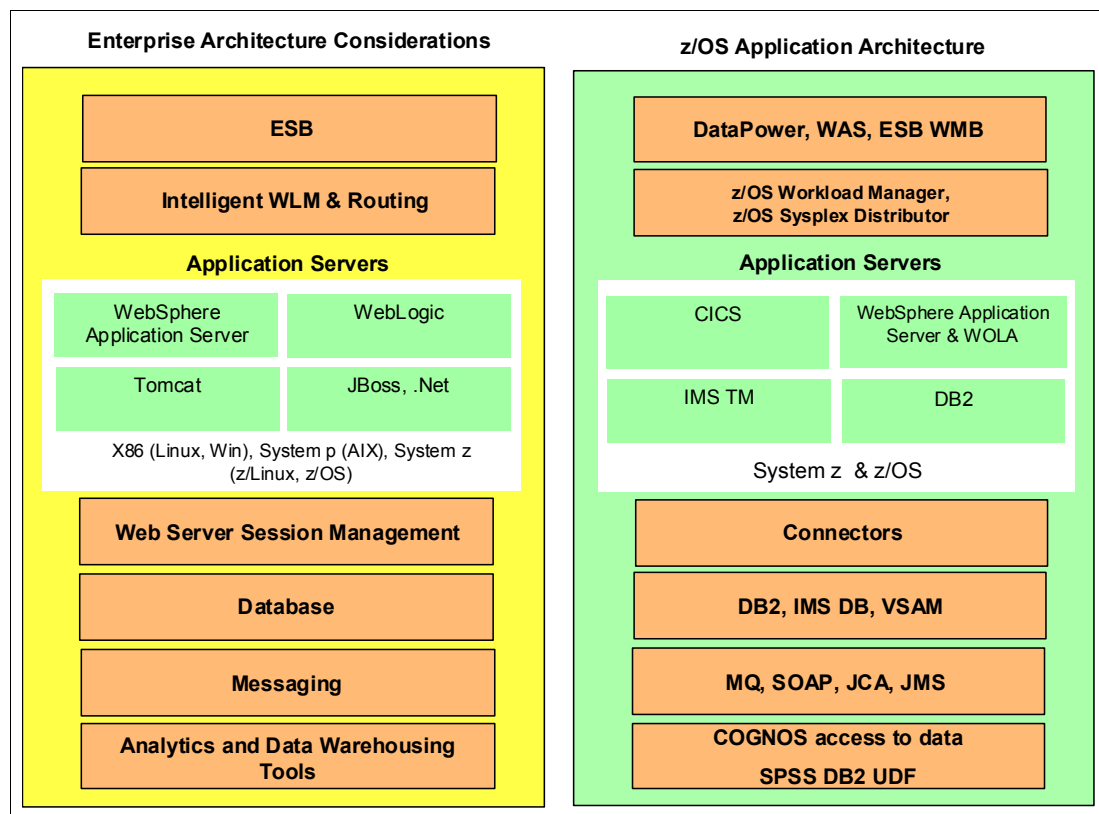 Enterprise Architecture Considerations
ESB
Intelligent WLM & Routing
Application Servers
WebSphere
Application Server
WebLogic
Tomcat
JBoss, .Net
X86 (Linux, Win), System p (AIX), System z
(z/Linux, z/OS)
Web Server Session Management
Database
Messaging
Analytics and Data Warehousing
Tools
z/OS Application Architecture
DataPower, WAS, ESB WMB
z/OS Workload Manager,
z/OS Sysplex Distributor
Application Servers
CICS
WebSphere Application
Server & WOLA
IMS TM
DB2
System z & z/OS
Connectors
DB2, IMS DB, VSAM
MQ, SOAP, JCA, JMS
COGNOS access to data
SPSS DB2 UDF